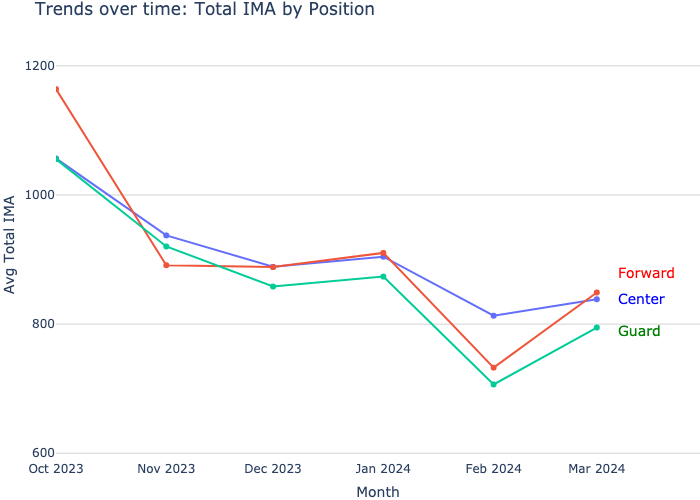 Trends over time: Total IMA by Position
1200
1000
800
600
Avg Total IMA
Forward
Center
Guard
Oct 2023 Nov 2023 Dec 2023 Jan 2024 Feb 2024 Mar 2024
Month